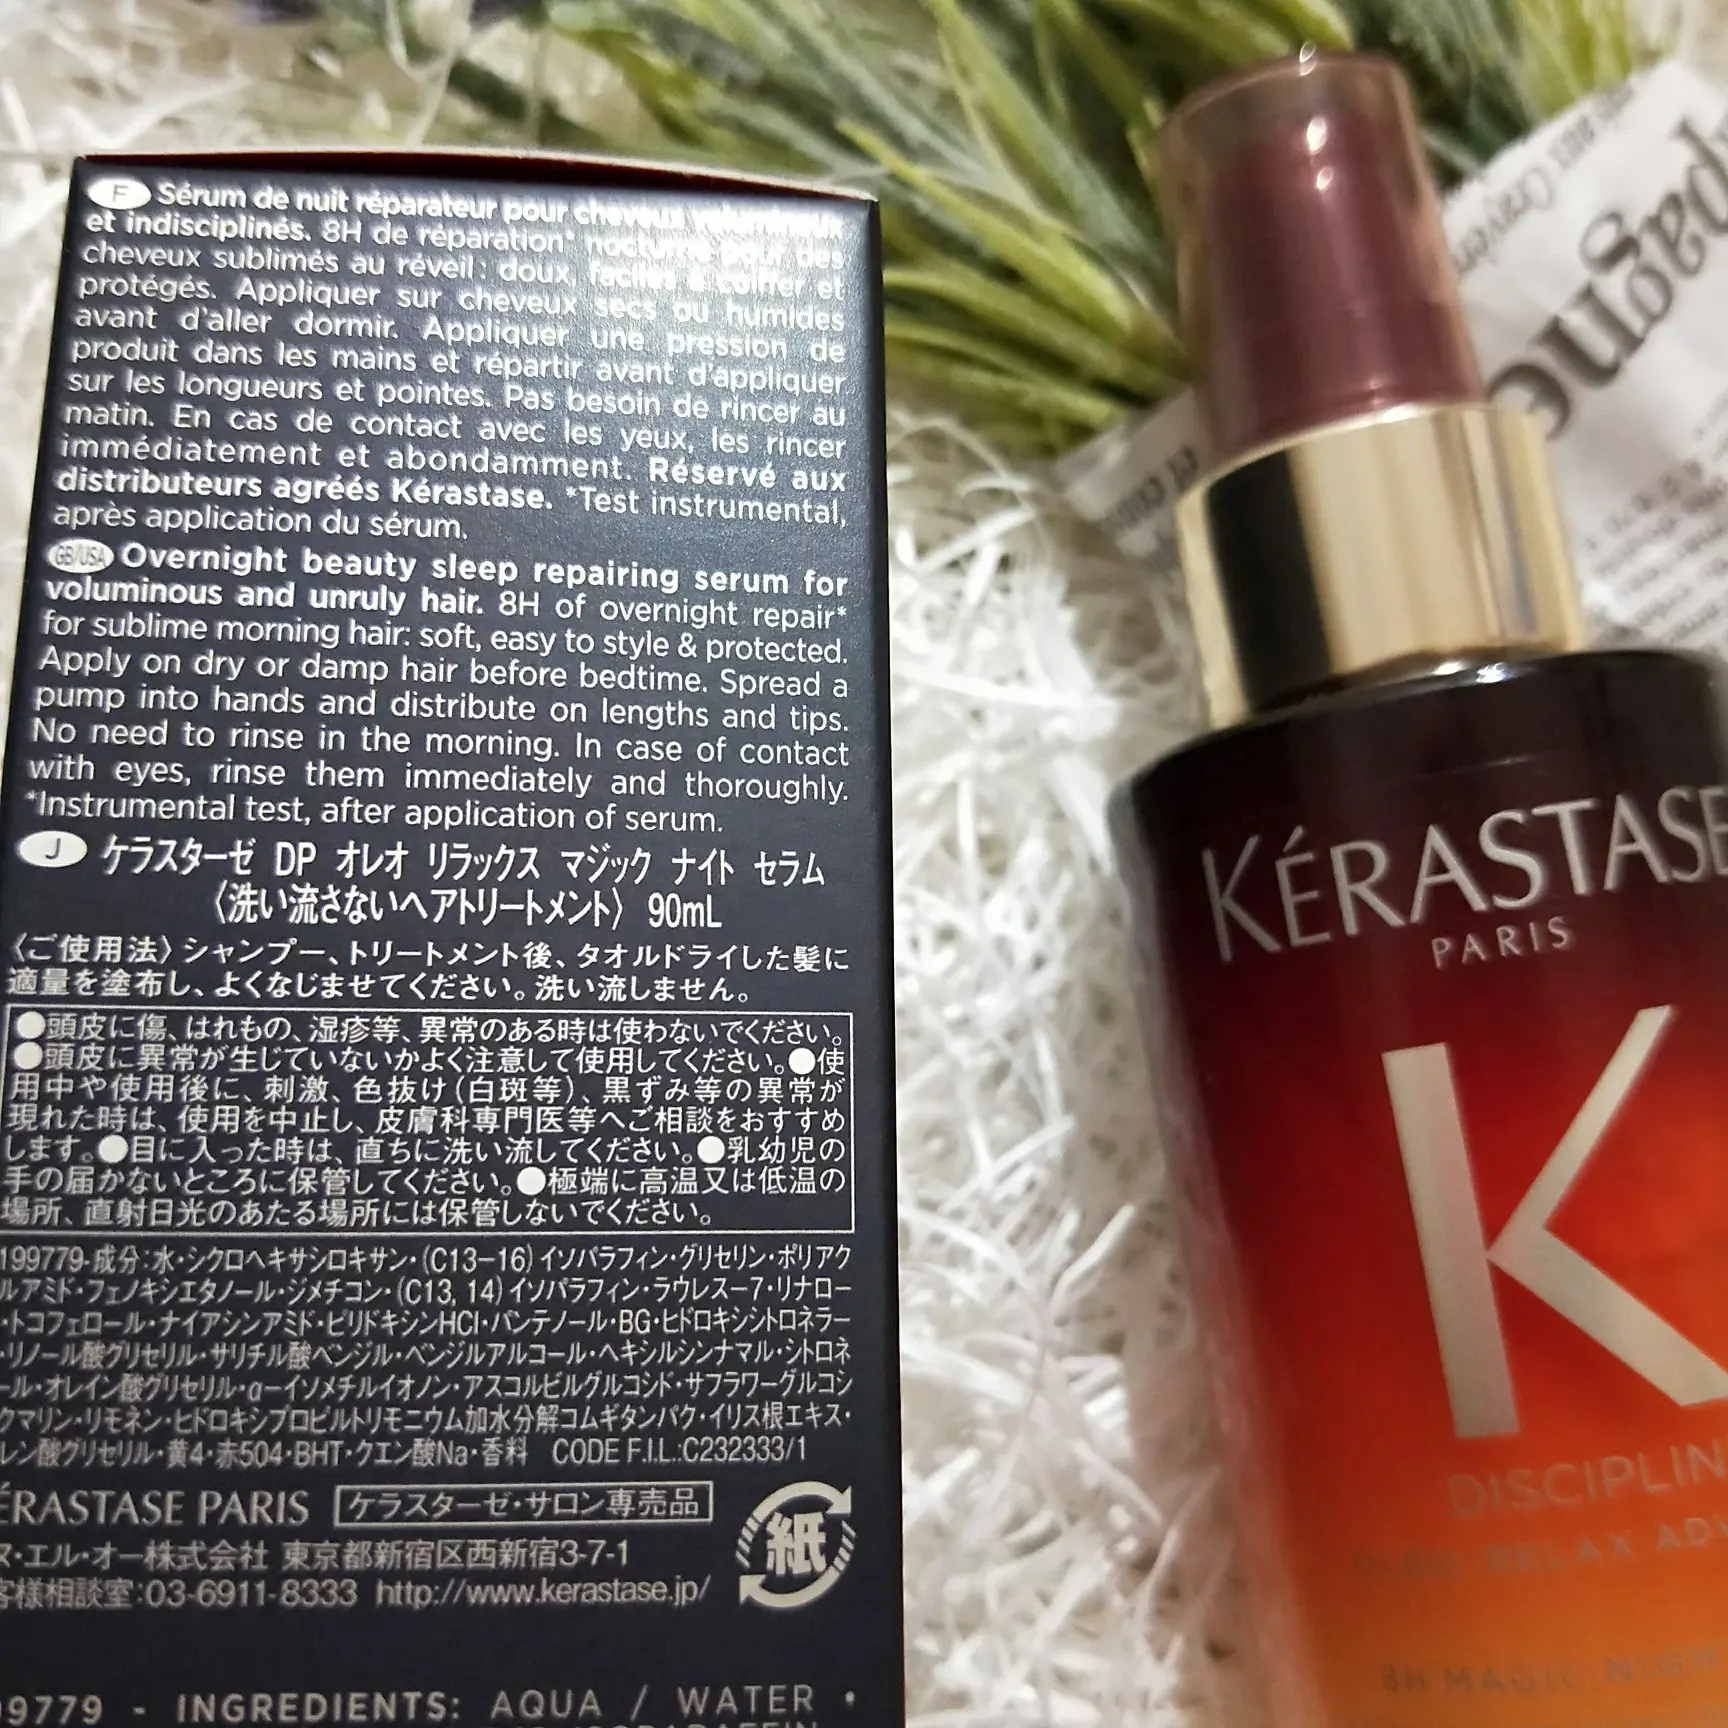 F Sérum de nuit réparateur pour cheveux volumineux
et indisciplinés. 8H de réparation* nocturne pour des
cheveux sublimés au réveil : doux, faciles à coiffer et
protégés. Appliquer sur cheveux secs ou humides
avant d'aller dormir. Appliquer une pression de
produit dans les mains et répartir avant d'appliquer
sur les longueurs et pointes. Pas besoin de rincer au
matin. En cas de contact avec les yeux, les rincer
immédiatement et abondamment. Réservé aux
distributeurs agréés Kérastase. *Test instrumental,
après application du sérum.
GB/USA Overnight beauty sleep repairing serum for
voluminous and unruly hair. 8H of overnight repair*
for sublime morning hair: soft, easy to style & protected.
Apply on dry or damp hair before bedtime. Spread a
pump into hands and distribute on lengths and tips.
No need to rinse in the morning. In case of contact
with eyes, rinse them immediately and thoroughly.
*Instrumental test, after application of serum.
J ケラスターゼ DP オレオ リラックス マジック ナイト セラム
〈洗い流さないヘアトリートメント〉 90mL
〈ご使用法〉シャンプー、トリートメント後、タオルドライした髪に
適量を塗布し、よくなじませてください。洗い流しません。
●頭皮に傷、はれもの、湿疹等、異常のある時は使わないでください。
●頭皮に異常が生じていないかよく注意して使用してください。●使
用中や使用後に、刺激、色抜け（白斑等）、黒ずみ等の異常が
現れた時は、使用を中止し、皮膚科専門医等へご相談をおすすめ
します。●目に入った時は、直ちに洗い流してください。●乳幼児の
手の届かないところに保管してください。●極端に高温又は低温の
場所、直射日光のあたる場所には保管しないでください。
199779-成分：水・シクロヘキサシロキサン・(C13-16)イソパラフィン・グリセリン・ポリアク
ルアミド・フェノキシエタノール・ジメチコン・(C13, 14)イソパラフィン・ラウレス-7・リナロー
・トコフェロール・ナイアシンアミド・ピリドキシンHCl・パンテノール・BG・ヒドロキシシトロネラー
・リノール酸グリセリル・サリチル酸ベンジル・ベンジルアルコール・ヘキシルシンナマル・シトロネ
ール・オレイン酸グリセリル・α-イソメチルイオノン・アスコルビルグルコシド・サフラワーグルコシ
クマリン・リモネン・ヒドロキシプロピルトリモニウム加水分解コムギタンパク・イリス根エキス・
レン酸グリセリル・黄4・赤504・BHT・クエン酸Na・香料 CODE F.I.L.:C232333/1
ÉRASTASE PARIS ケラスターゼ・サロン専売品
紙
・エル・オー株式会社 東京都新宿区西新宿3-7-1
客様相談室:03-6911-8333 http://www.kerastase.jp/
99779 - INGREDIENTS: AQUA / WATER •
KÉRASTASE
PARIS
K
DISCIPLIN
RELAX ADV
8H MAGIC NIGH